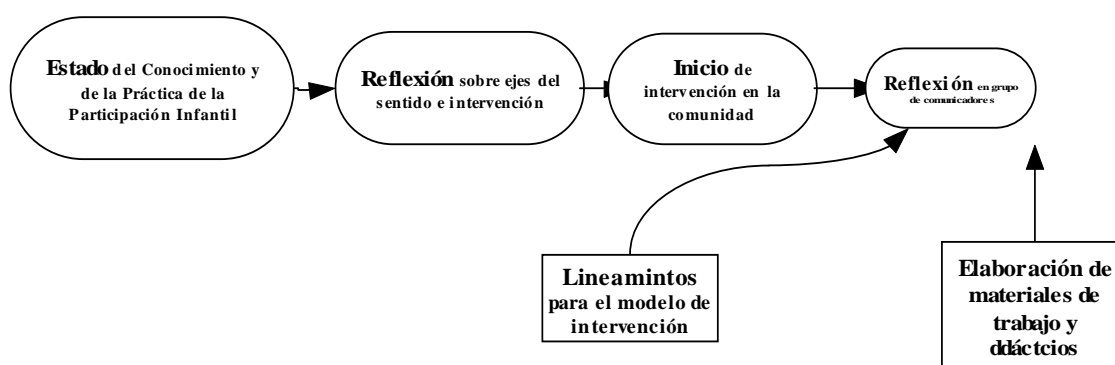 Estado del Conocimiento y
de la Práctica de la
Participación Infantil
Reflexión sobre ejes del
sentido e intervención
Inicio de
intervención en la
comunidad
Reflexión en grupo
de comunicadores
Lineamintos
para el modelo de
intervención
Elaboración de
materiales de
trabajo y
ddáctcios